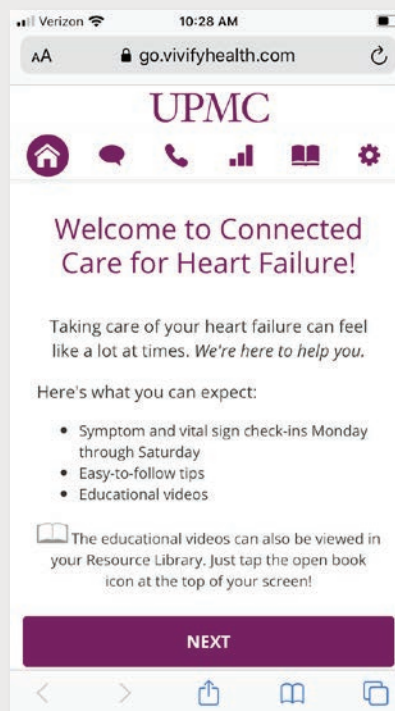 Verizon 10:28 AM
AA go.vivifyhealth.com
UPMC
Welcome to Connected
Care for Heart Failure!
Taking care of your heart failure can feel
like a lot at times. We're here to help you.
Here's what you can expect:
• Symptom and vital sign check-ins Monday
through Saturday
• Easy-to-follow tips
• Educational videos
The educational videos can also be viewed in
your Resource Library. Just tap the open book
icon at the top of your screen!
NEXT